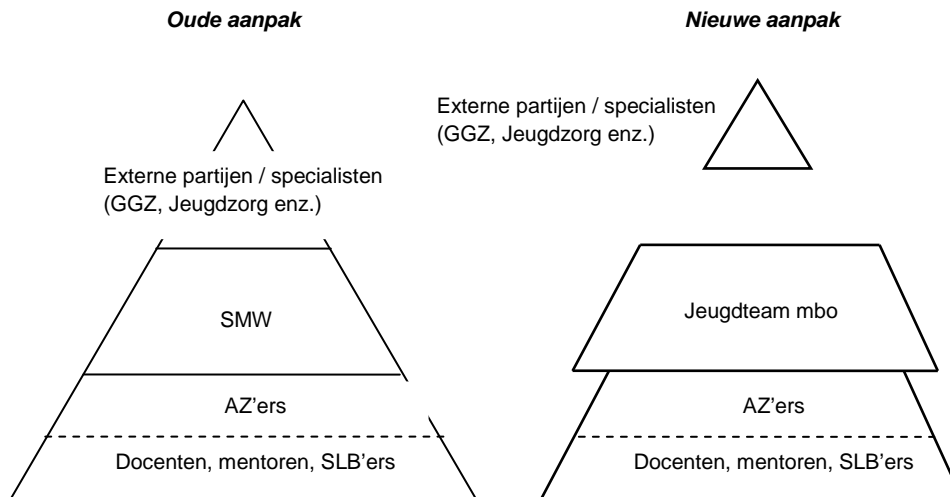 Oude aanpak
Externe partijen / specialisten
(GGZ, Jeugdzorg enz.)
SMW
AZ’ers
Docenten, mentoren, SLB’ers
Nieuwe aanpak
Externe partijen / specialisten
(GGZ, Jeugdzorg enz.)
Jeugdteam mbo
AZ’ers
Docenten, mentoren, SLB’ers